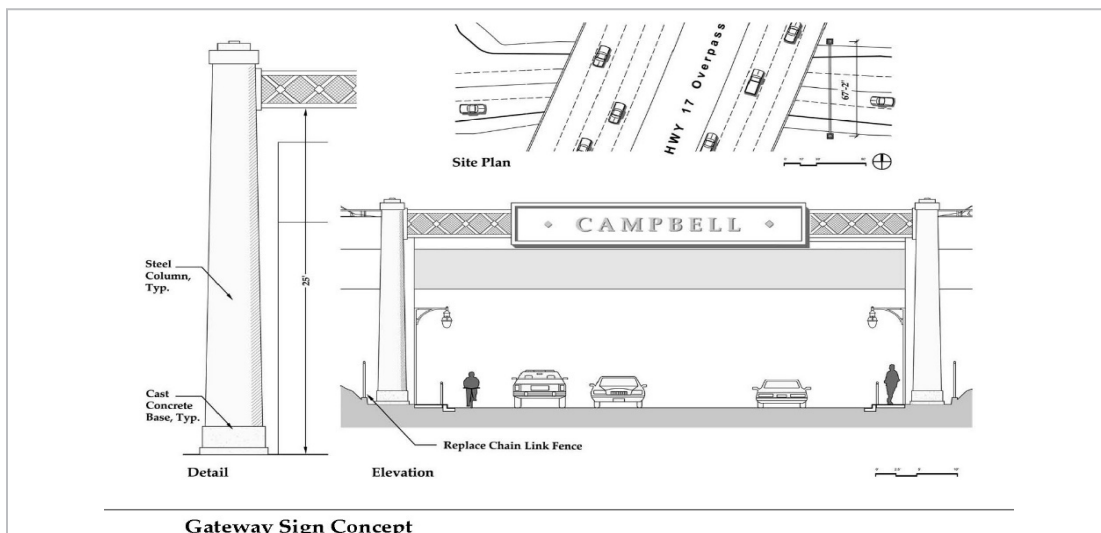 HWY 17 Overpass
67'-2"
Site Plan
CAMPBELL
Steel
Column,
Typ.
25'
Cast
Concrete
Base, Typ.
Replace Chain Link Fence
Detail
Elevation
Gateway Sign Concept